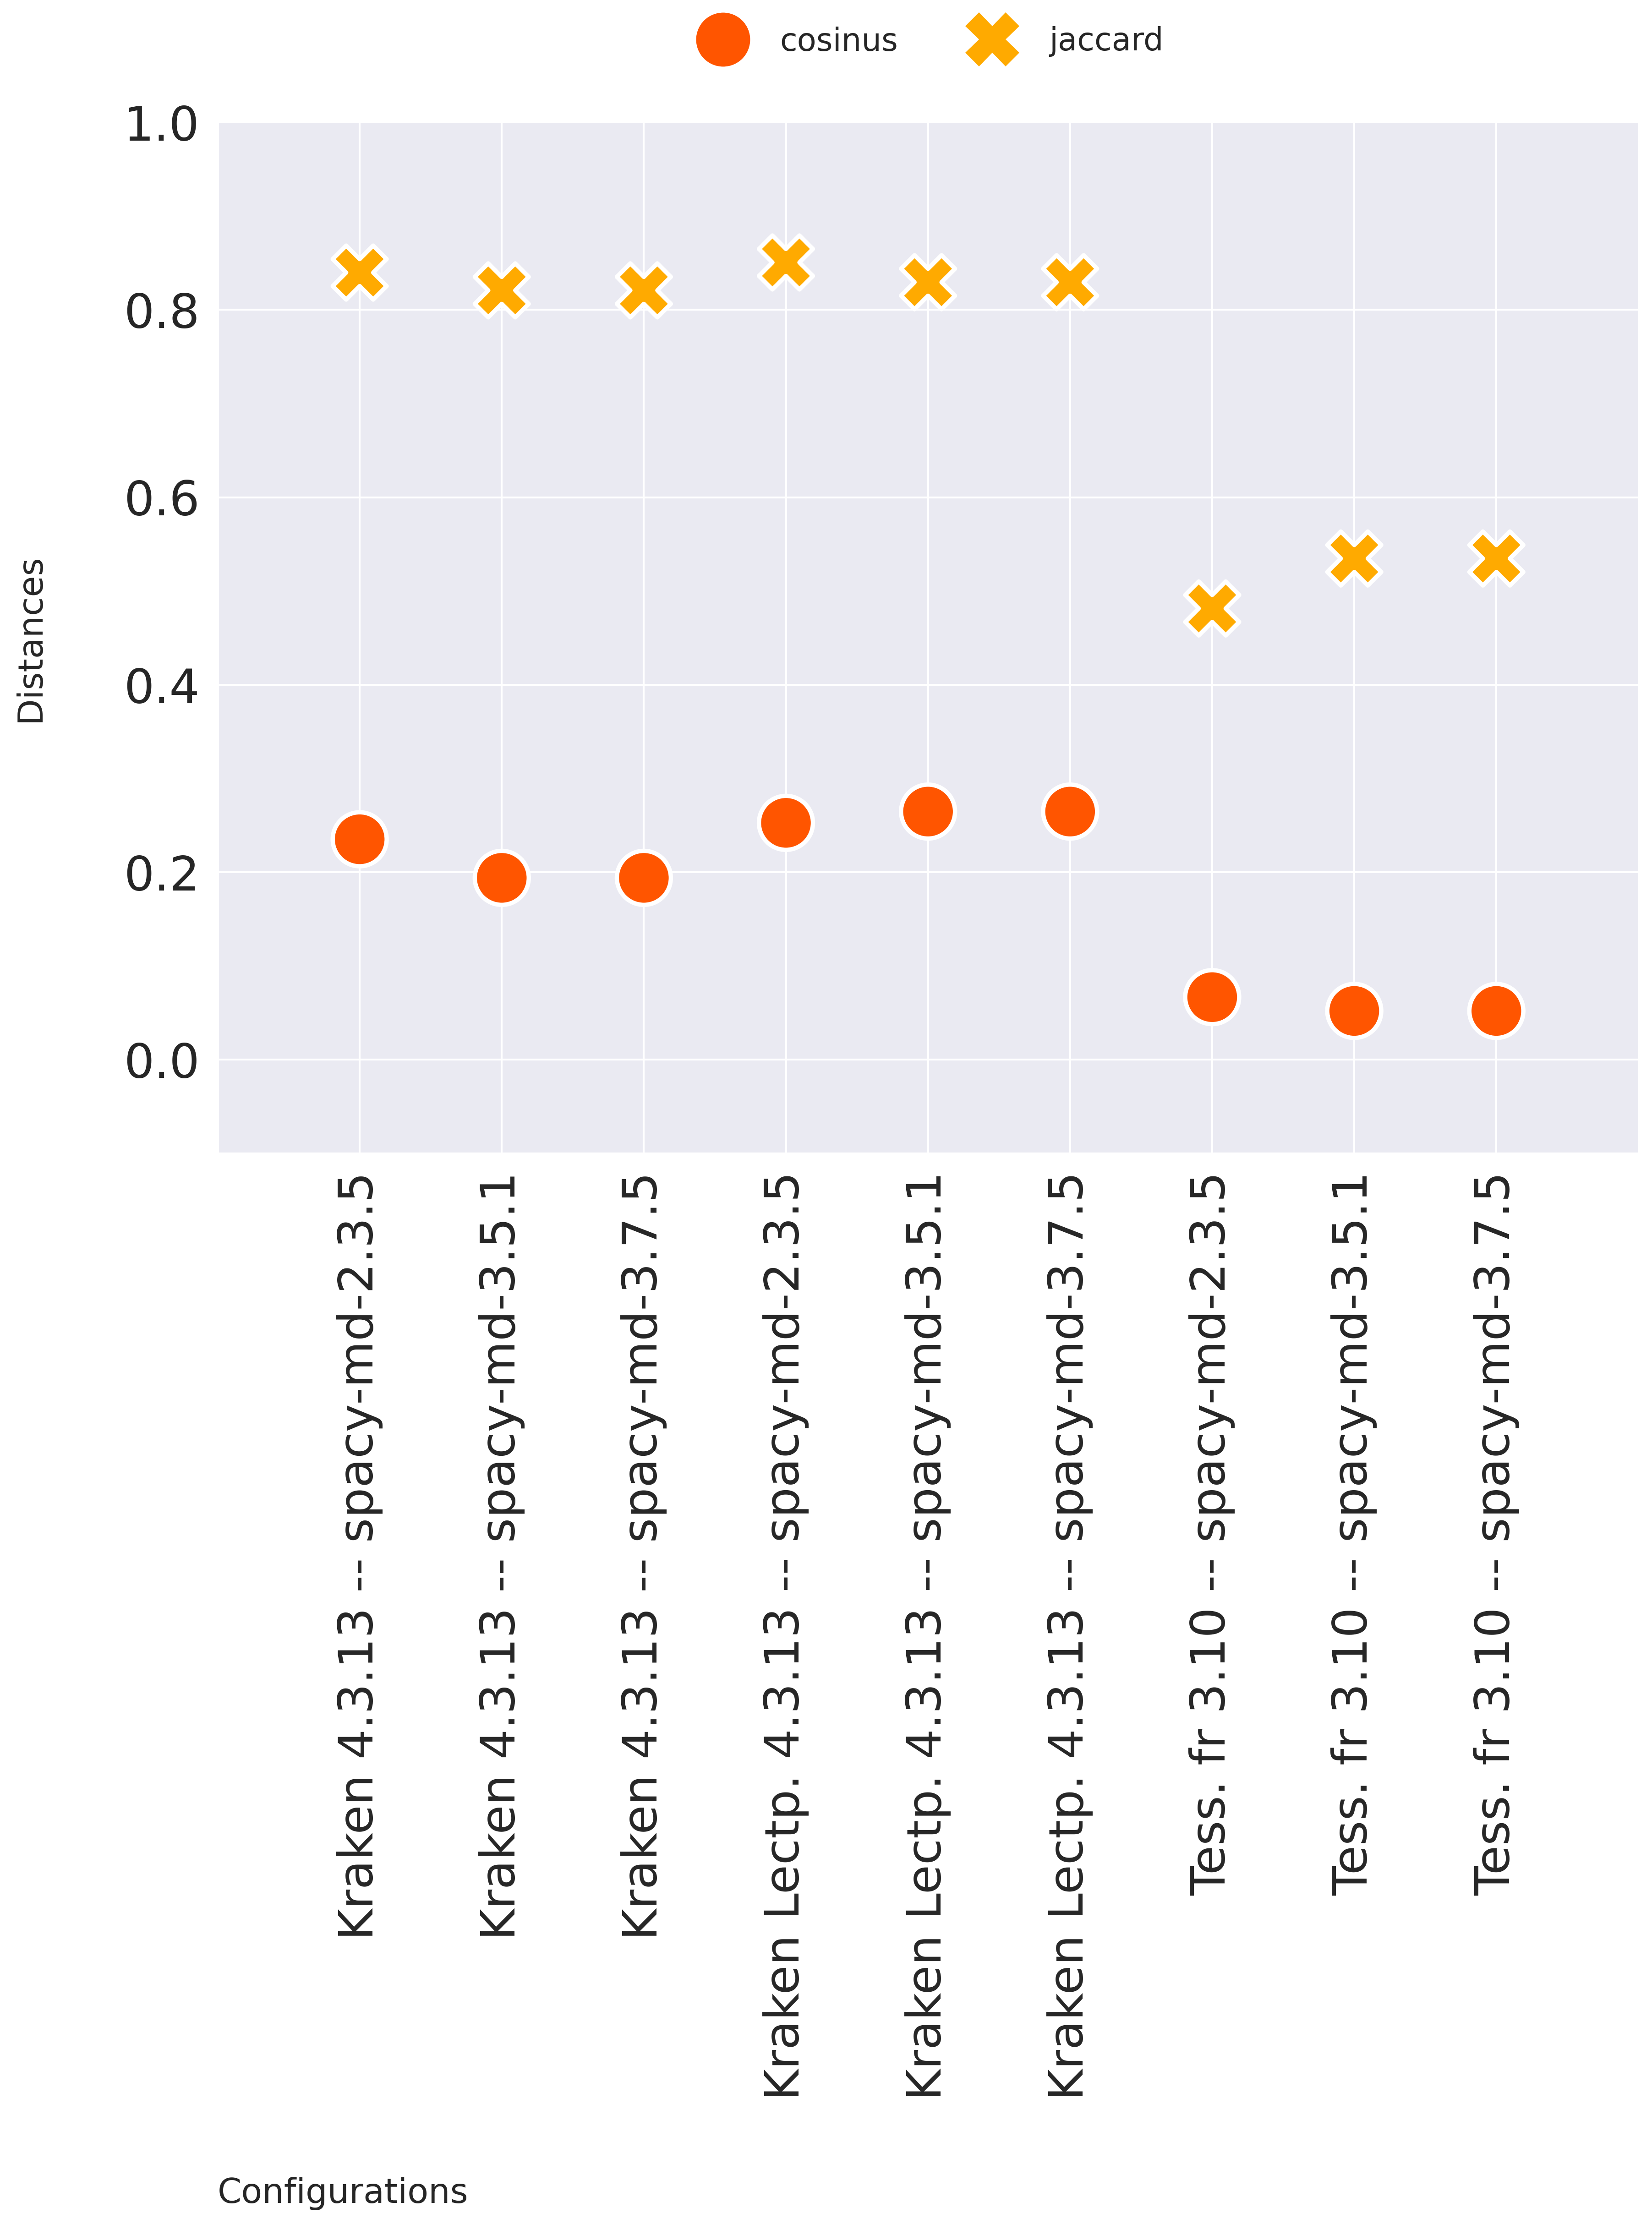 cosinus
jaccard
1.0
0.8
0.6
0.4
0.2
0.0
Distances
Kraken 4.3.13 -- spacy-md-2.3.5
Kraken 4.3.13 -- spacy-md-3.5.1
Kraken 4.3.13 -- spacy-md-3.7.5
Kraken Lectp. 4.3.13 -- spacy-md-2.3.5
Kraken Lectp. 4.3.13 -- spacy-md-3.5.1
Kraken Lectp. 4.3.13 -- spacy-md-3.7.5
Tess. fr 3.10 -- spacy-md-2.3.5
Tess. fr 3.10 -- spacy-md-3.5.1
Tess. fr 3.10 -- spacy-md-3.7.5
Configurations